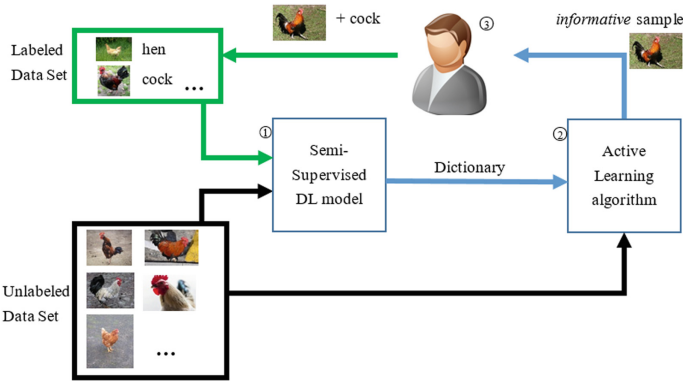 + cock
③
informative sample
Labeled
Data Set
hen
cock
...
①
Semi-
Supervised
DL model
Dictionary
②
Active
Learning
algorithm
Unlabeled
Data Set
...